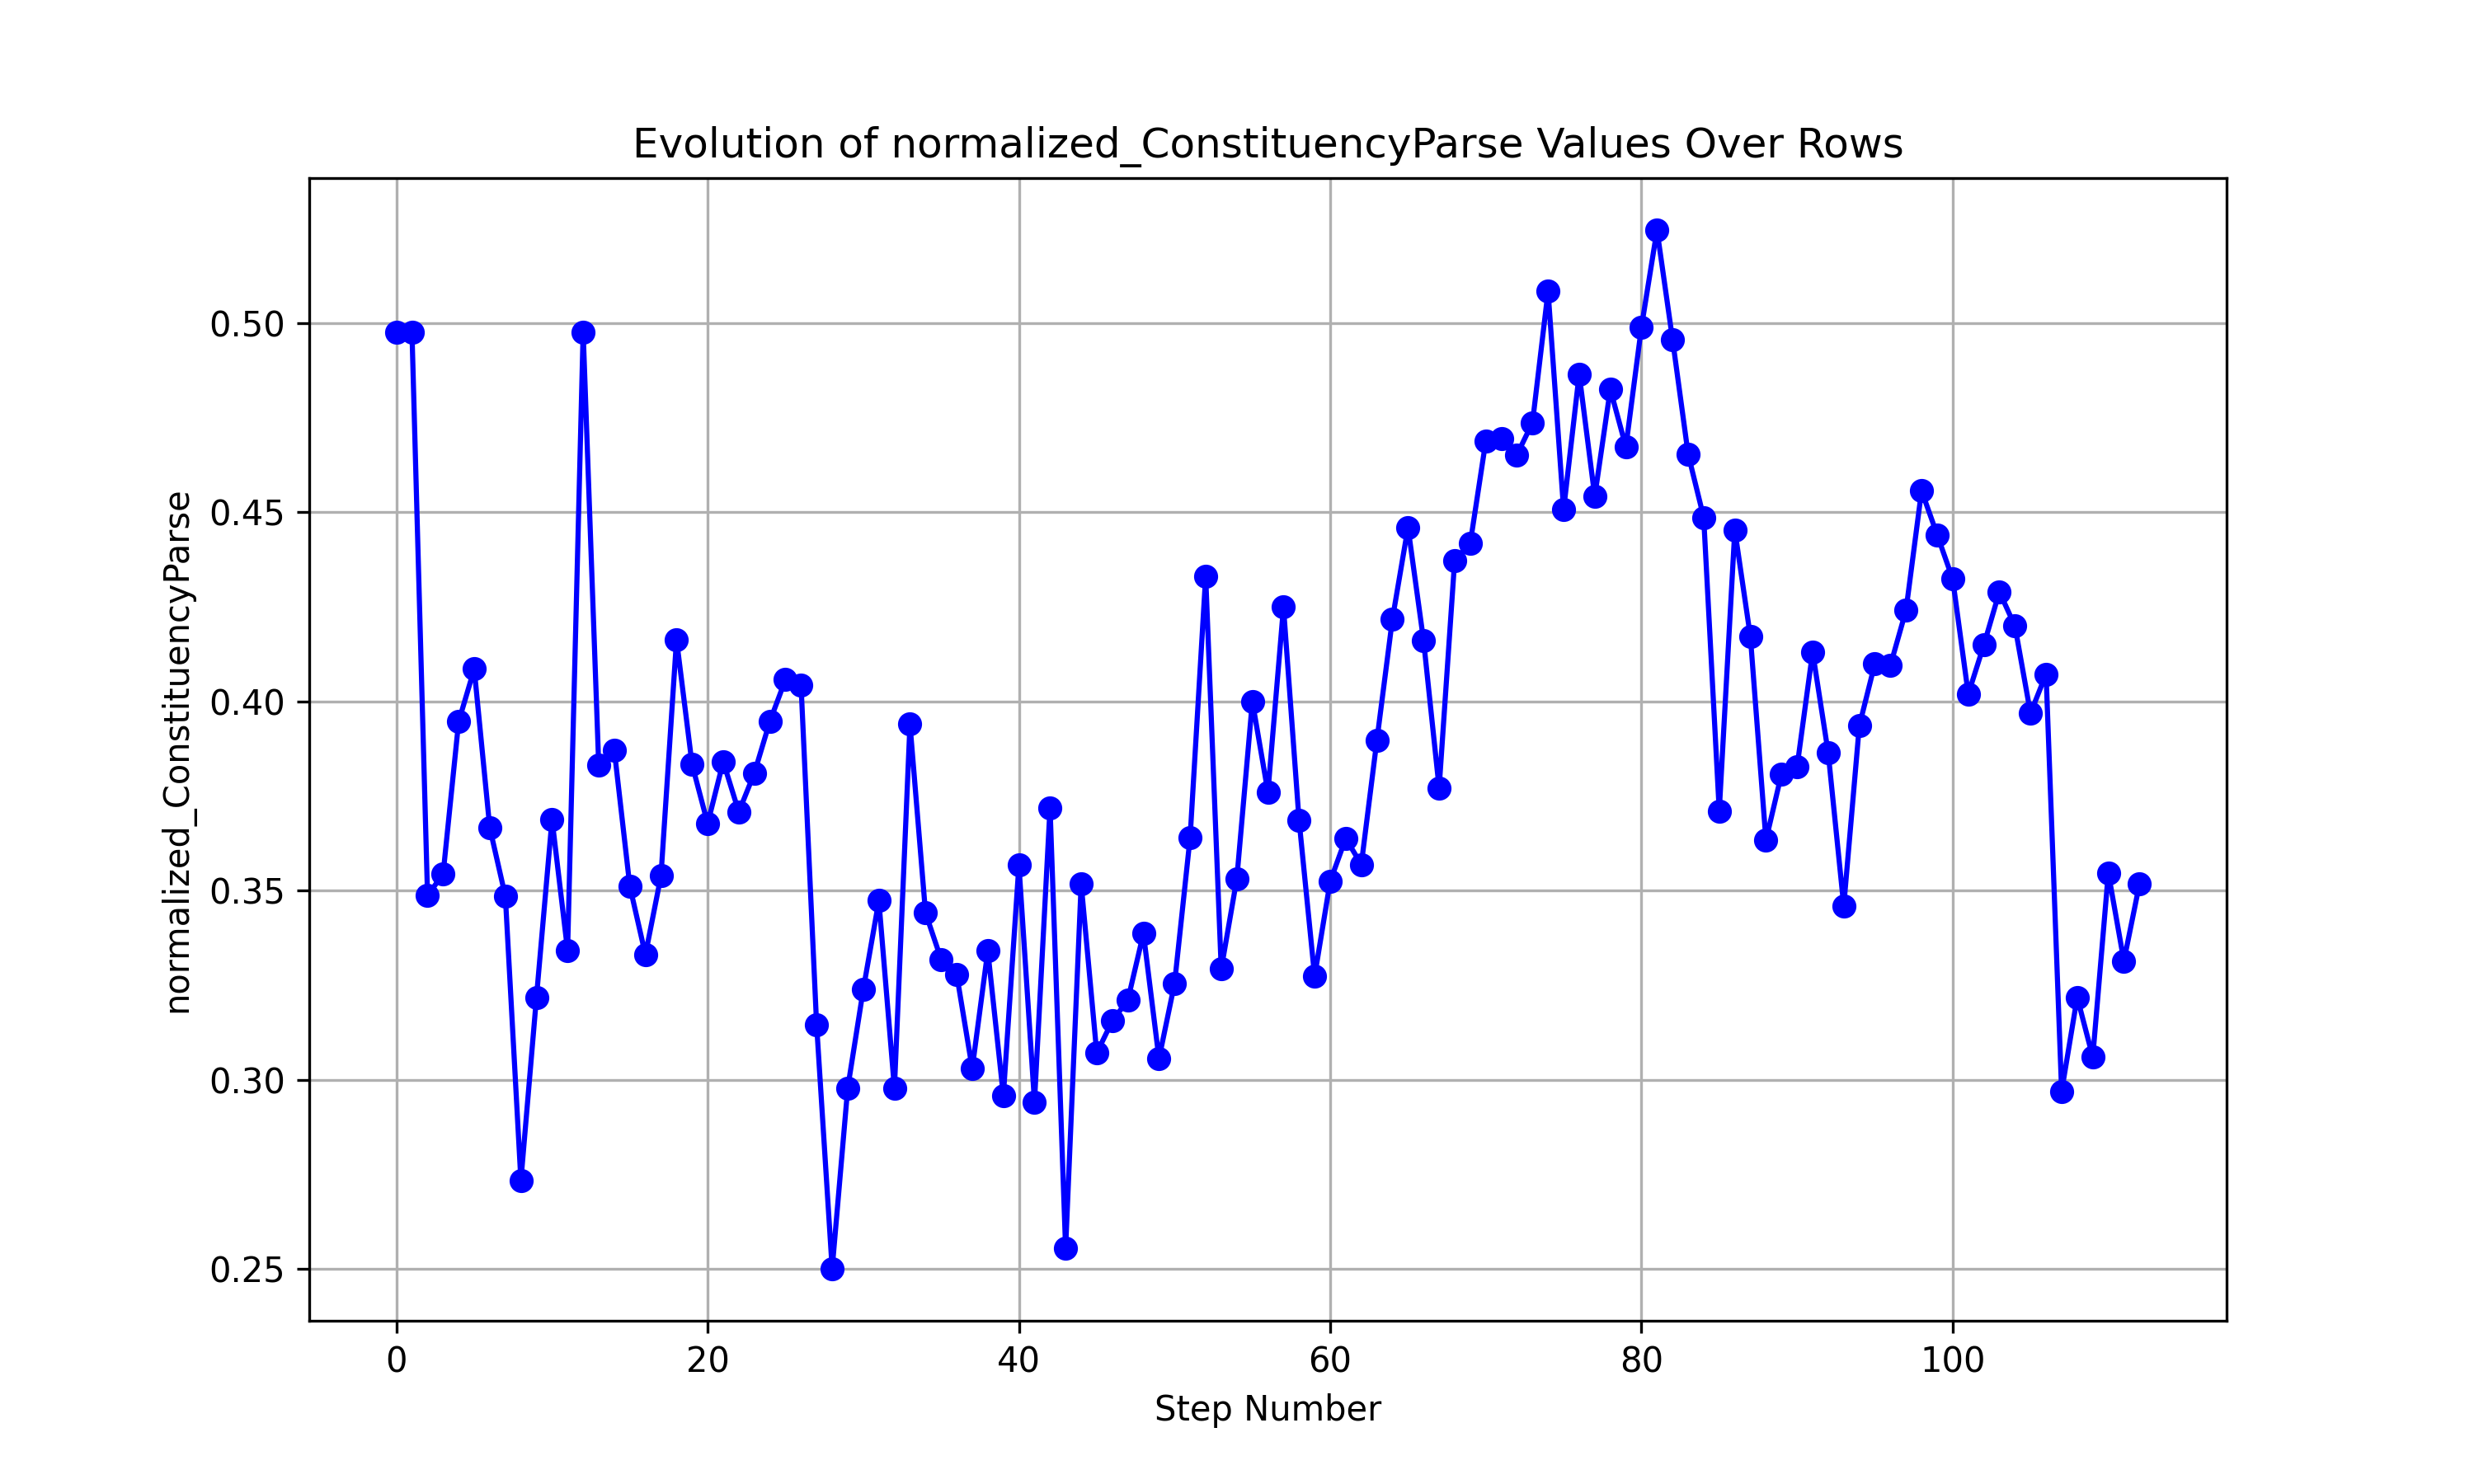 Evolution of normalized_ConstituencyParse Values Over Rows
normalized_ConstituencyParse
0.50
0.45
0.40
0.35
0.30
0.25
0 20 40 60 80 100
Step Number